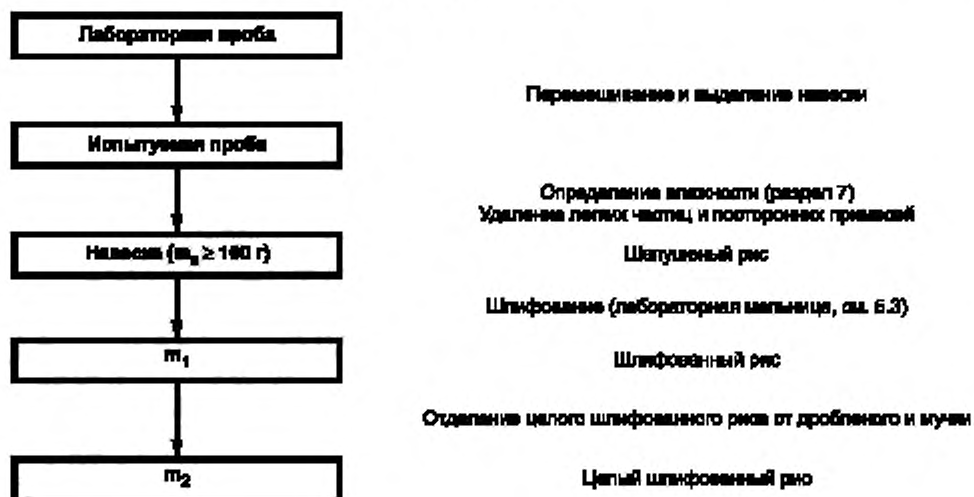 Лабораторная проба
Перемешивание и выделение навески
Испытуемая проба
Определение влажности (раздел 7)
Удаление легких частиц и посторонних примесей
Навеска (m₀ ≥ 100 г)
Шелушеный рис
Шлифование (лабораторная мельница, см. 5.3)
m₁
Шлифованный рис
Отделение целого шлифованного риса от дробленого и мучки
m₂
Целый шлифованный рис